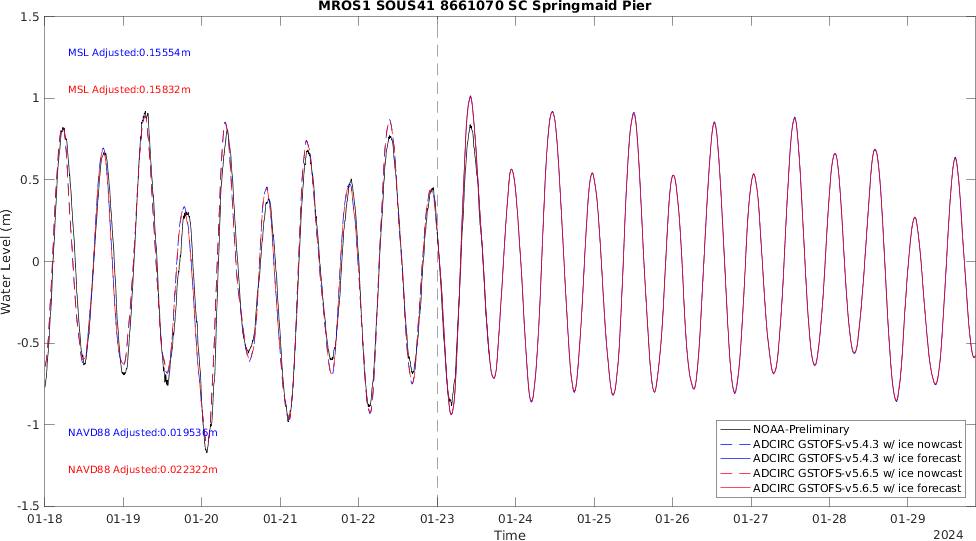 MROS1 SOUS41 8661070 SC Springmaid Pier
1.5
MSL Adjusted:0.15554m
MSL Adjusted:0.15832m
1
0.5
0
-0.5
-1
-1.5
Water Level (m)
NAVD88 Adjusted:0.019536m
NAVD88 Adjusted:0.022322m
NOAA-Preliminary
ADCIRC GSTOFS-v5.4.3 w/ ice nowcast
ADCIRC GSTOFS-v5.4.3 w/ ice forecast
ADCIRC GSTOFS-v5.6.5 w/ ice nowcast
ADCIRC GSTOFS-v5.6.5 w/ ice forecast
01-18 01-19 01-20 01-21 01-22 01-23 01-24 01-25 01-26 01-27 01-28 01-29
Time
2024